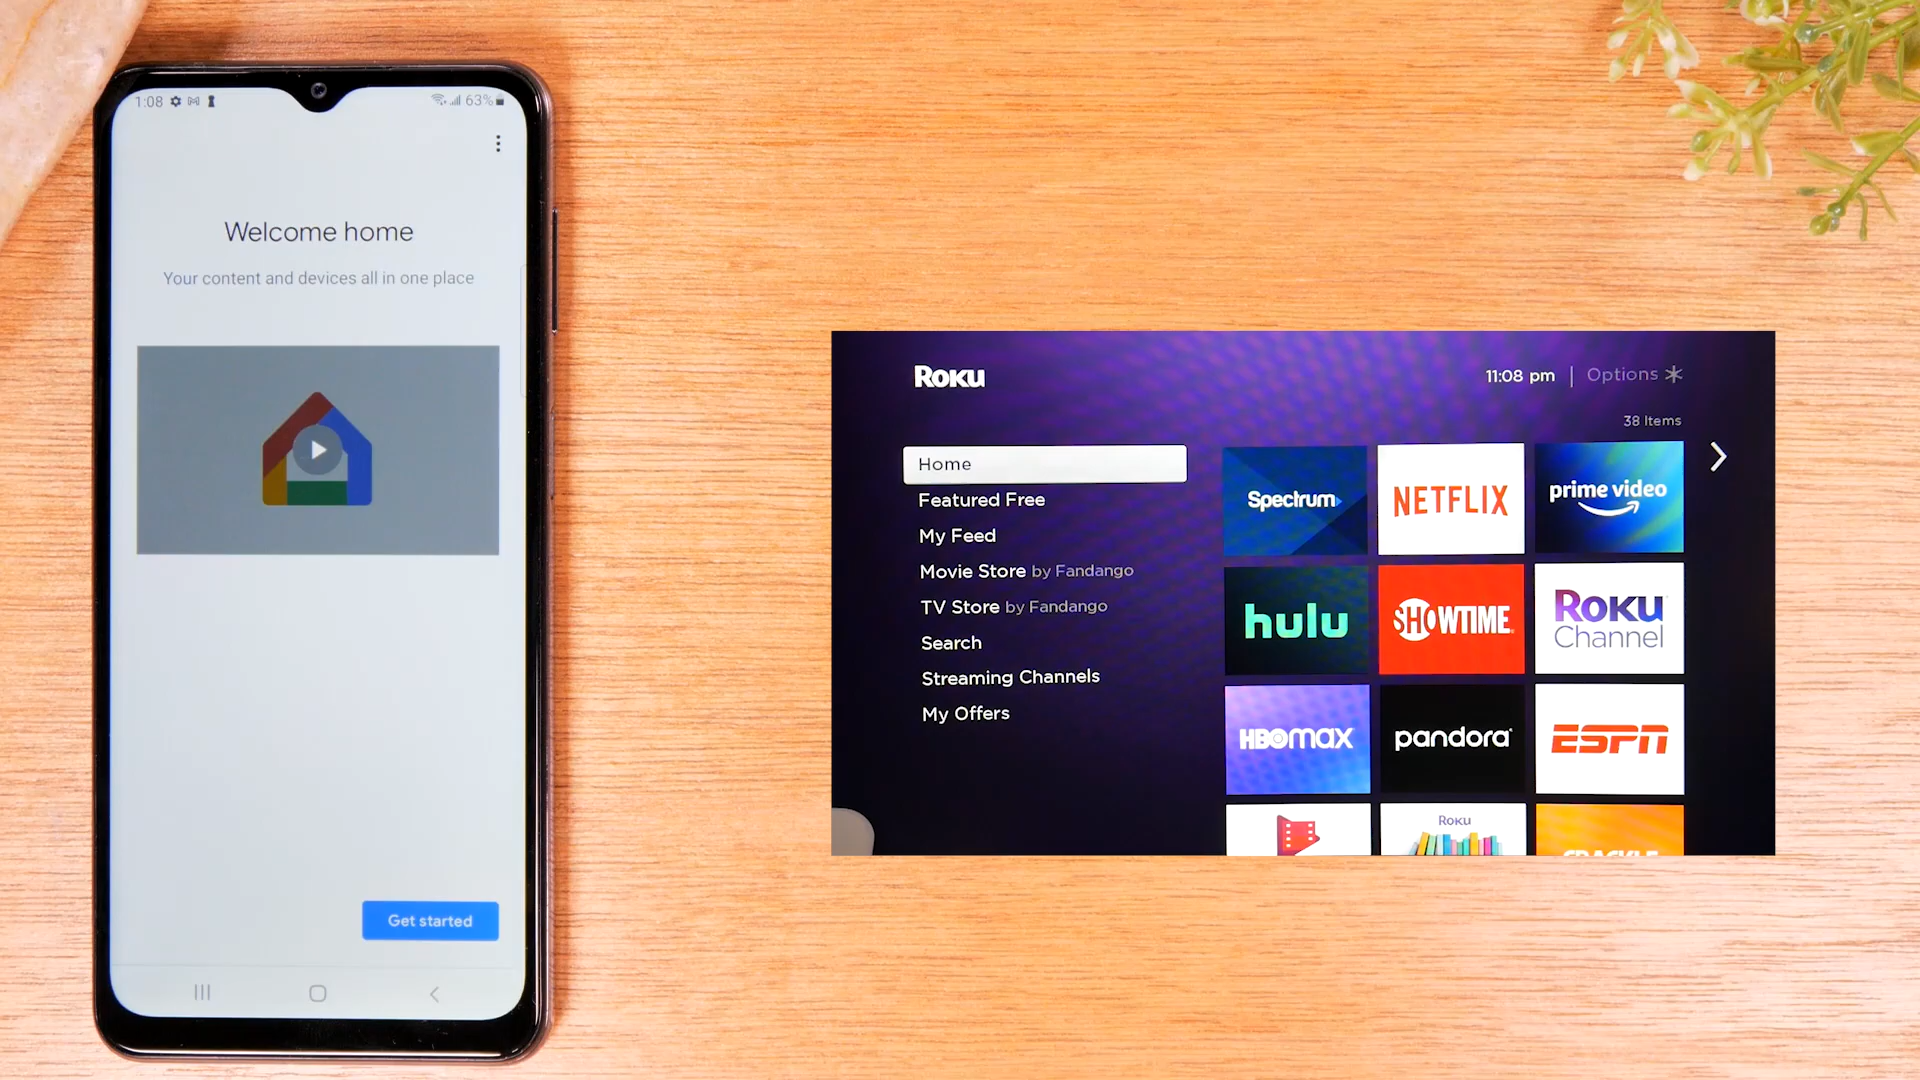 1:08
63%
Welcome home
Your content and devices all in one place
Get started
Roku
11:08 pm | Options
38 Items
Home
Featured Free
My Feed
Movie Store by Fandango
TV Store by Fandango
Search
Streaming Channels
My Offers
Spectrum
NETFLIX
prime video
hulu
SHOWTIME
Roku
Channel
HBOMAX
pandora
ESPN
Roku
CRACKLE